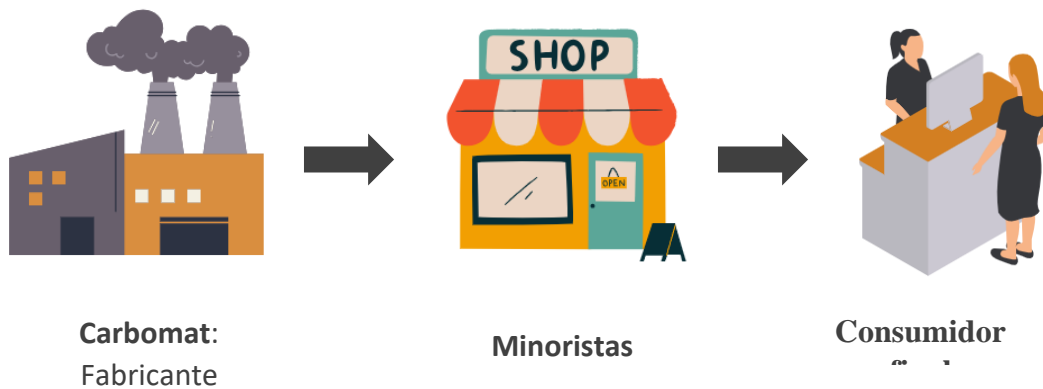 SHOP
OPEN
Carbomat:
Fabricante
Minoristas
Consumidor